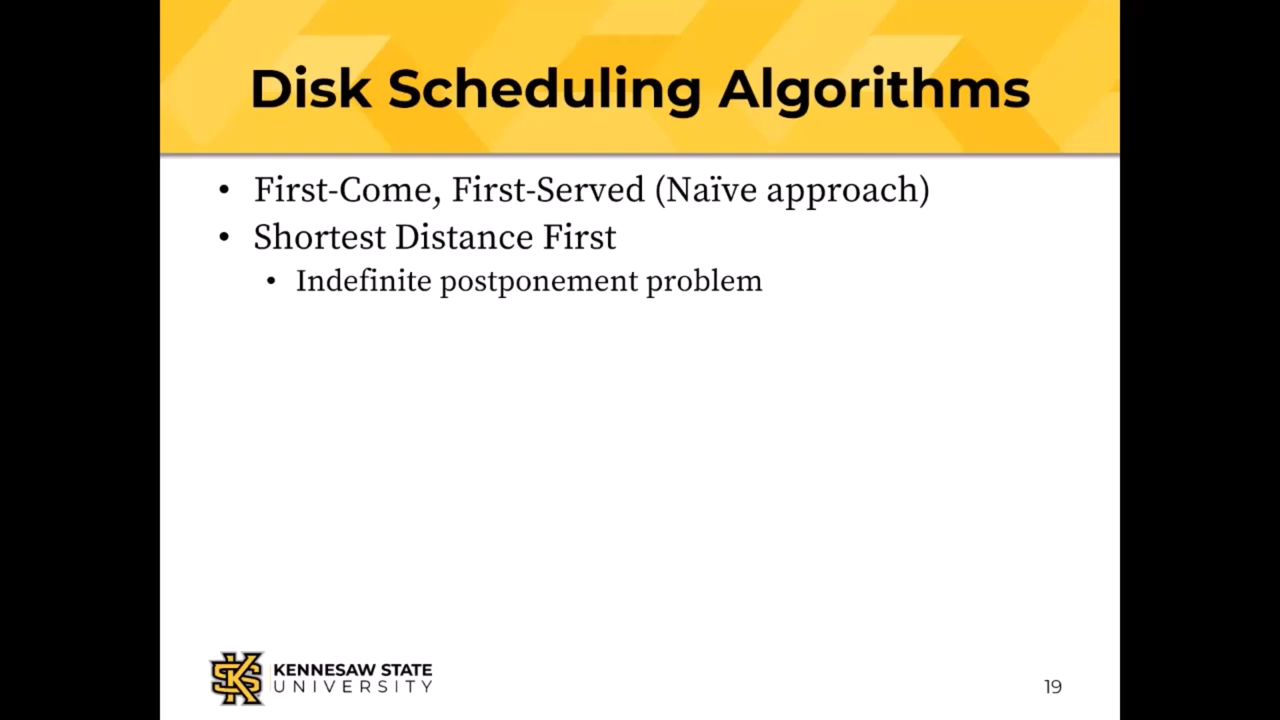 Disk Scheduling Algorithms
• First-Come, First-Served (Naïve approach)
• Shortest Distance First
• Indefinite postponement problem
KENNESAW STATE
UNIVERSITY
19